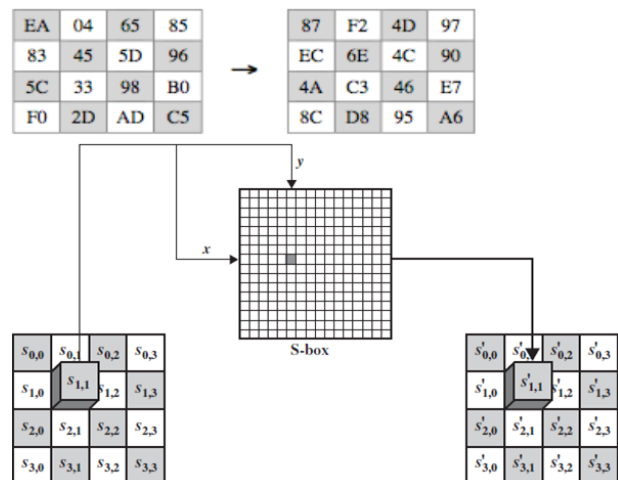 EA 04 65 85 87 F2 4D 97
83 45 5D 96 EC 6E 4C 90
5C 33 98 B0 4A C3 46 E7
F0 2D AD C5 8C D8 95 A6
y
x
S-box
s0,0 s0,1 s0,2 s0,3 s'0,0 s'0, s'0,2 s'0,3
s1,0 s1,1 s1,2 s1,3 s'1,0 s'1,1 s'1,2 s'1,3
s2,0 s2,1 s2,2 s2,3 s'2,0 s'2,1 s'2,2 s'2,3
s3,0 s3,1 s3,2 s3,3 s'3,0 s'3,1 s'3,2 s'3,3